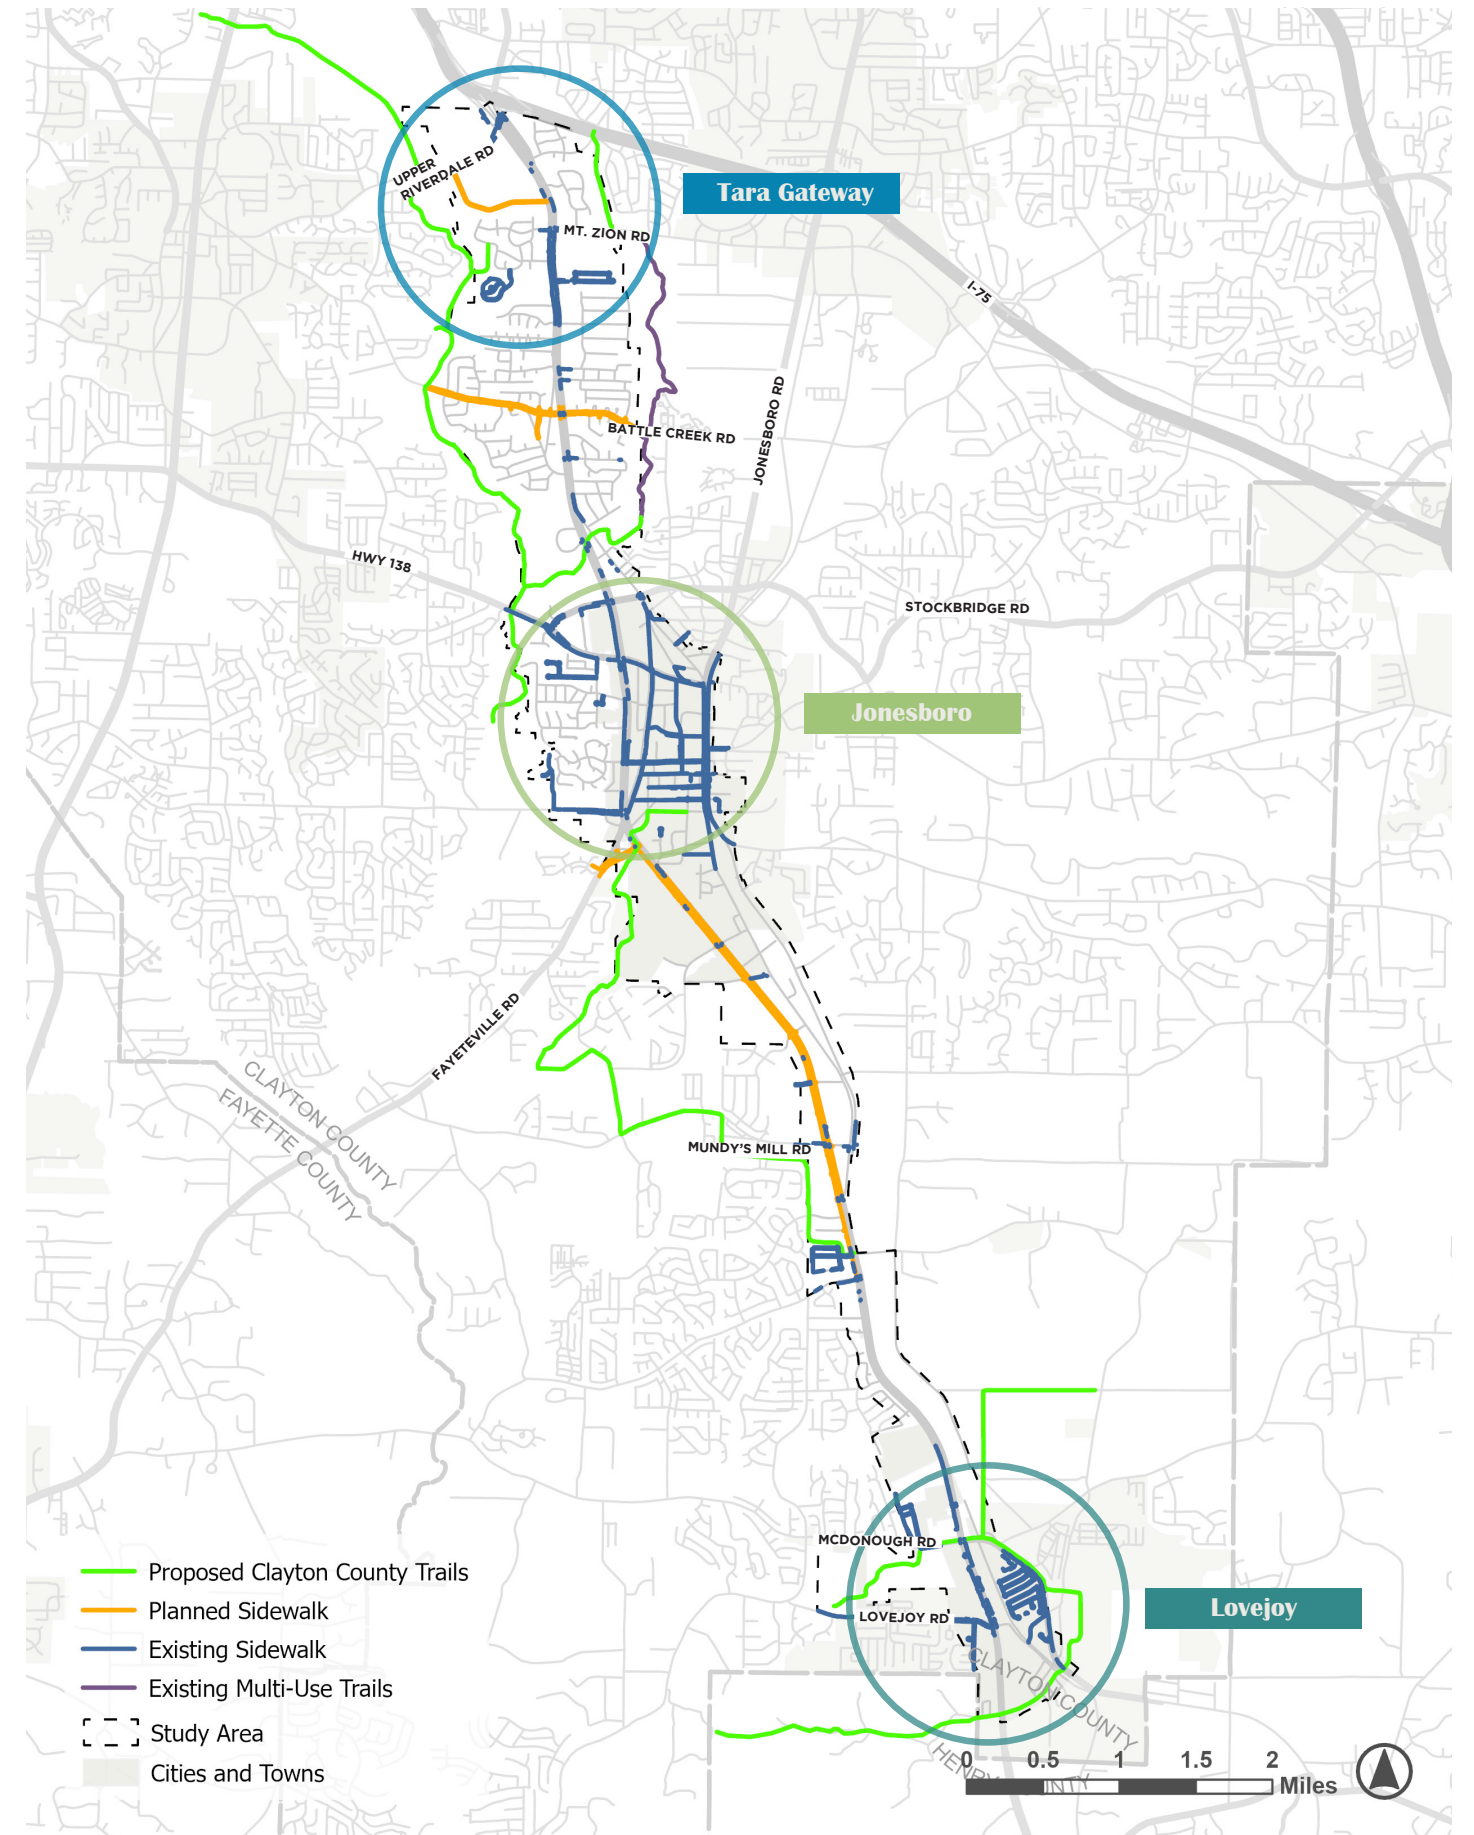 UPPER
RIVERDALE RD
Tara Gateway
MT. ZION RD
I-75
JONESBORO RD
BATTLE CREEK RD
HWY 138
STOCKBRIDGE RD
Jonesboro
FAYETEVILLE RD
CLAYTON COUNTY
FAYETTE COUNTY
MUNDY'S MILL RD
MCDONOUGH RD
LOVEJOY RD
Lovejoy
CLAYTON COUNTY
Proposed Clayton County Trails
Planned Sidewalk
Existing Sidewalk
Existing Multi-Use Trails
Study Area
Cities and Towns
0 0.5 1 1.5 2
Miles